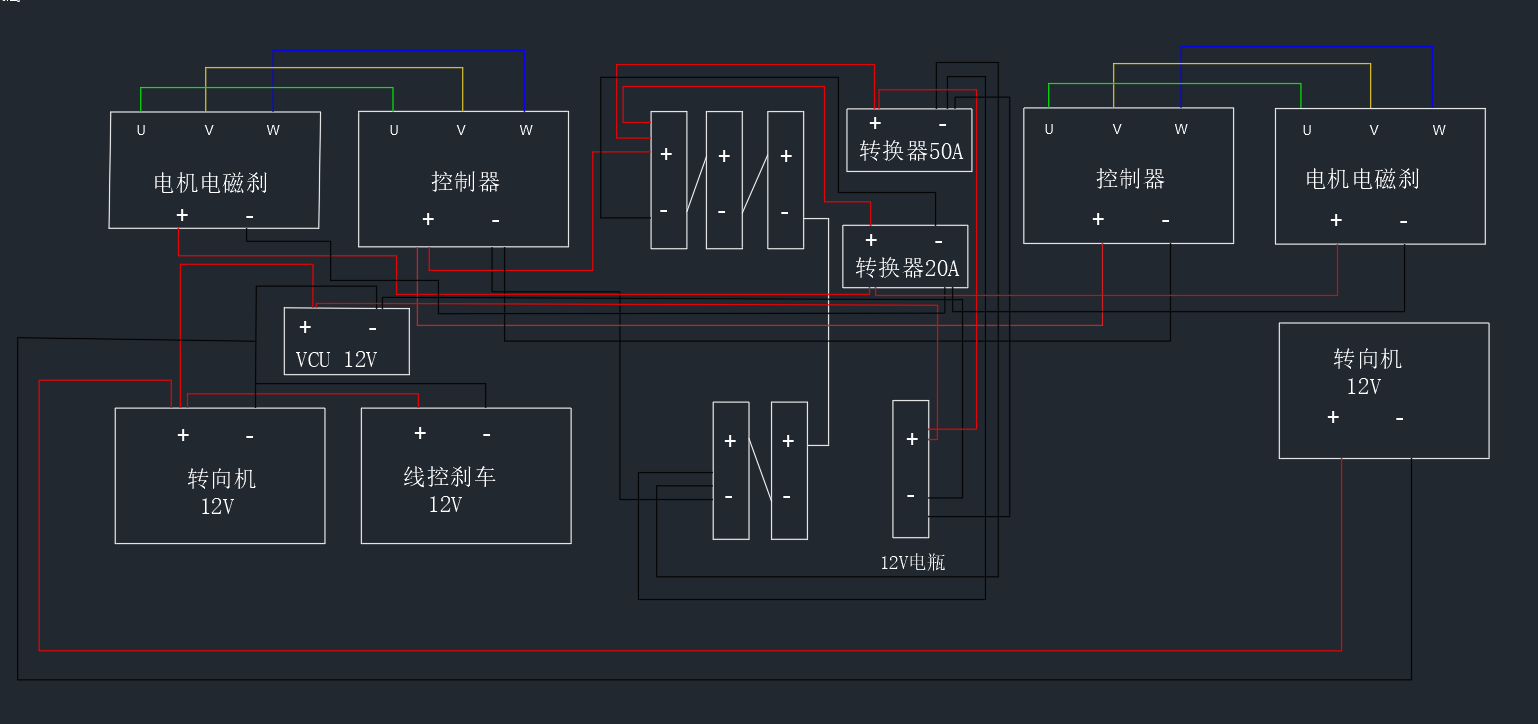 U V W
电机电磁刹
+ -
U V W
控制器
+ -
+ + +
- - -
+ -
转换器50A
+ -
转换器20A
U V W
控制器
+ -
U V W
电机电磁刹
+ -
+ -
VCU 12V
+ -
转向机
12V
+ -
线控刹车
12V
+ +
- -
+
-
12V电瓶
转向机
12V
+ -